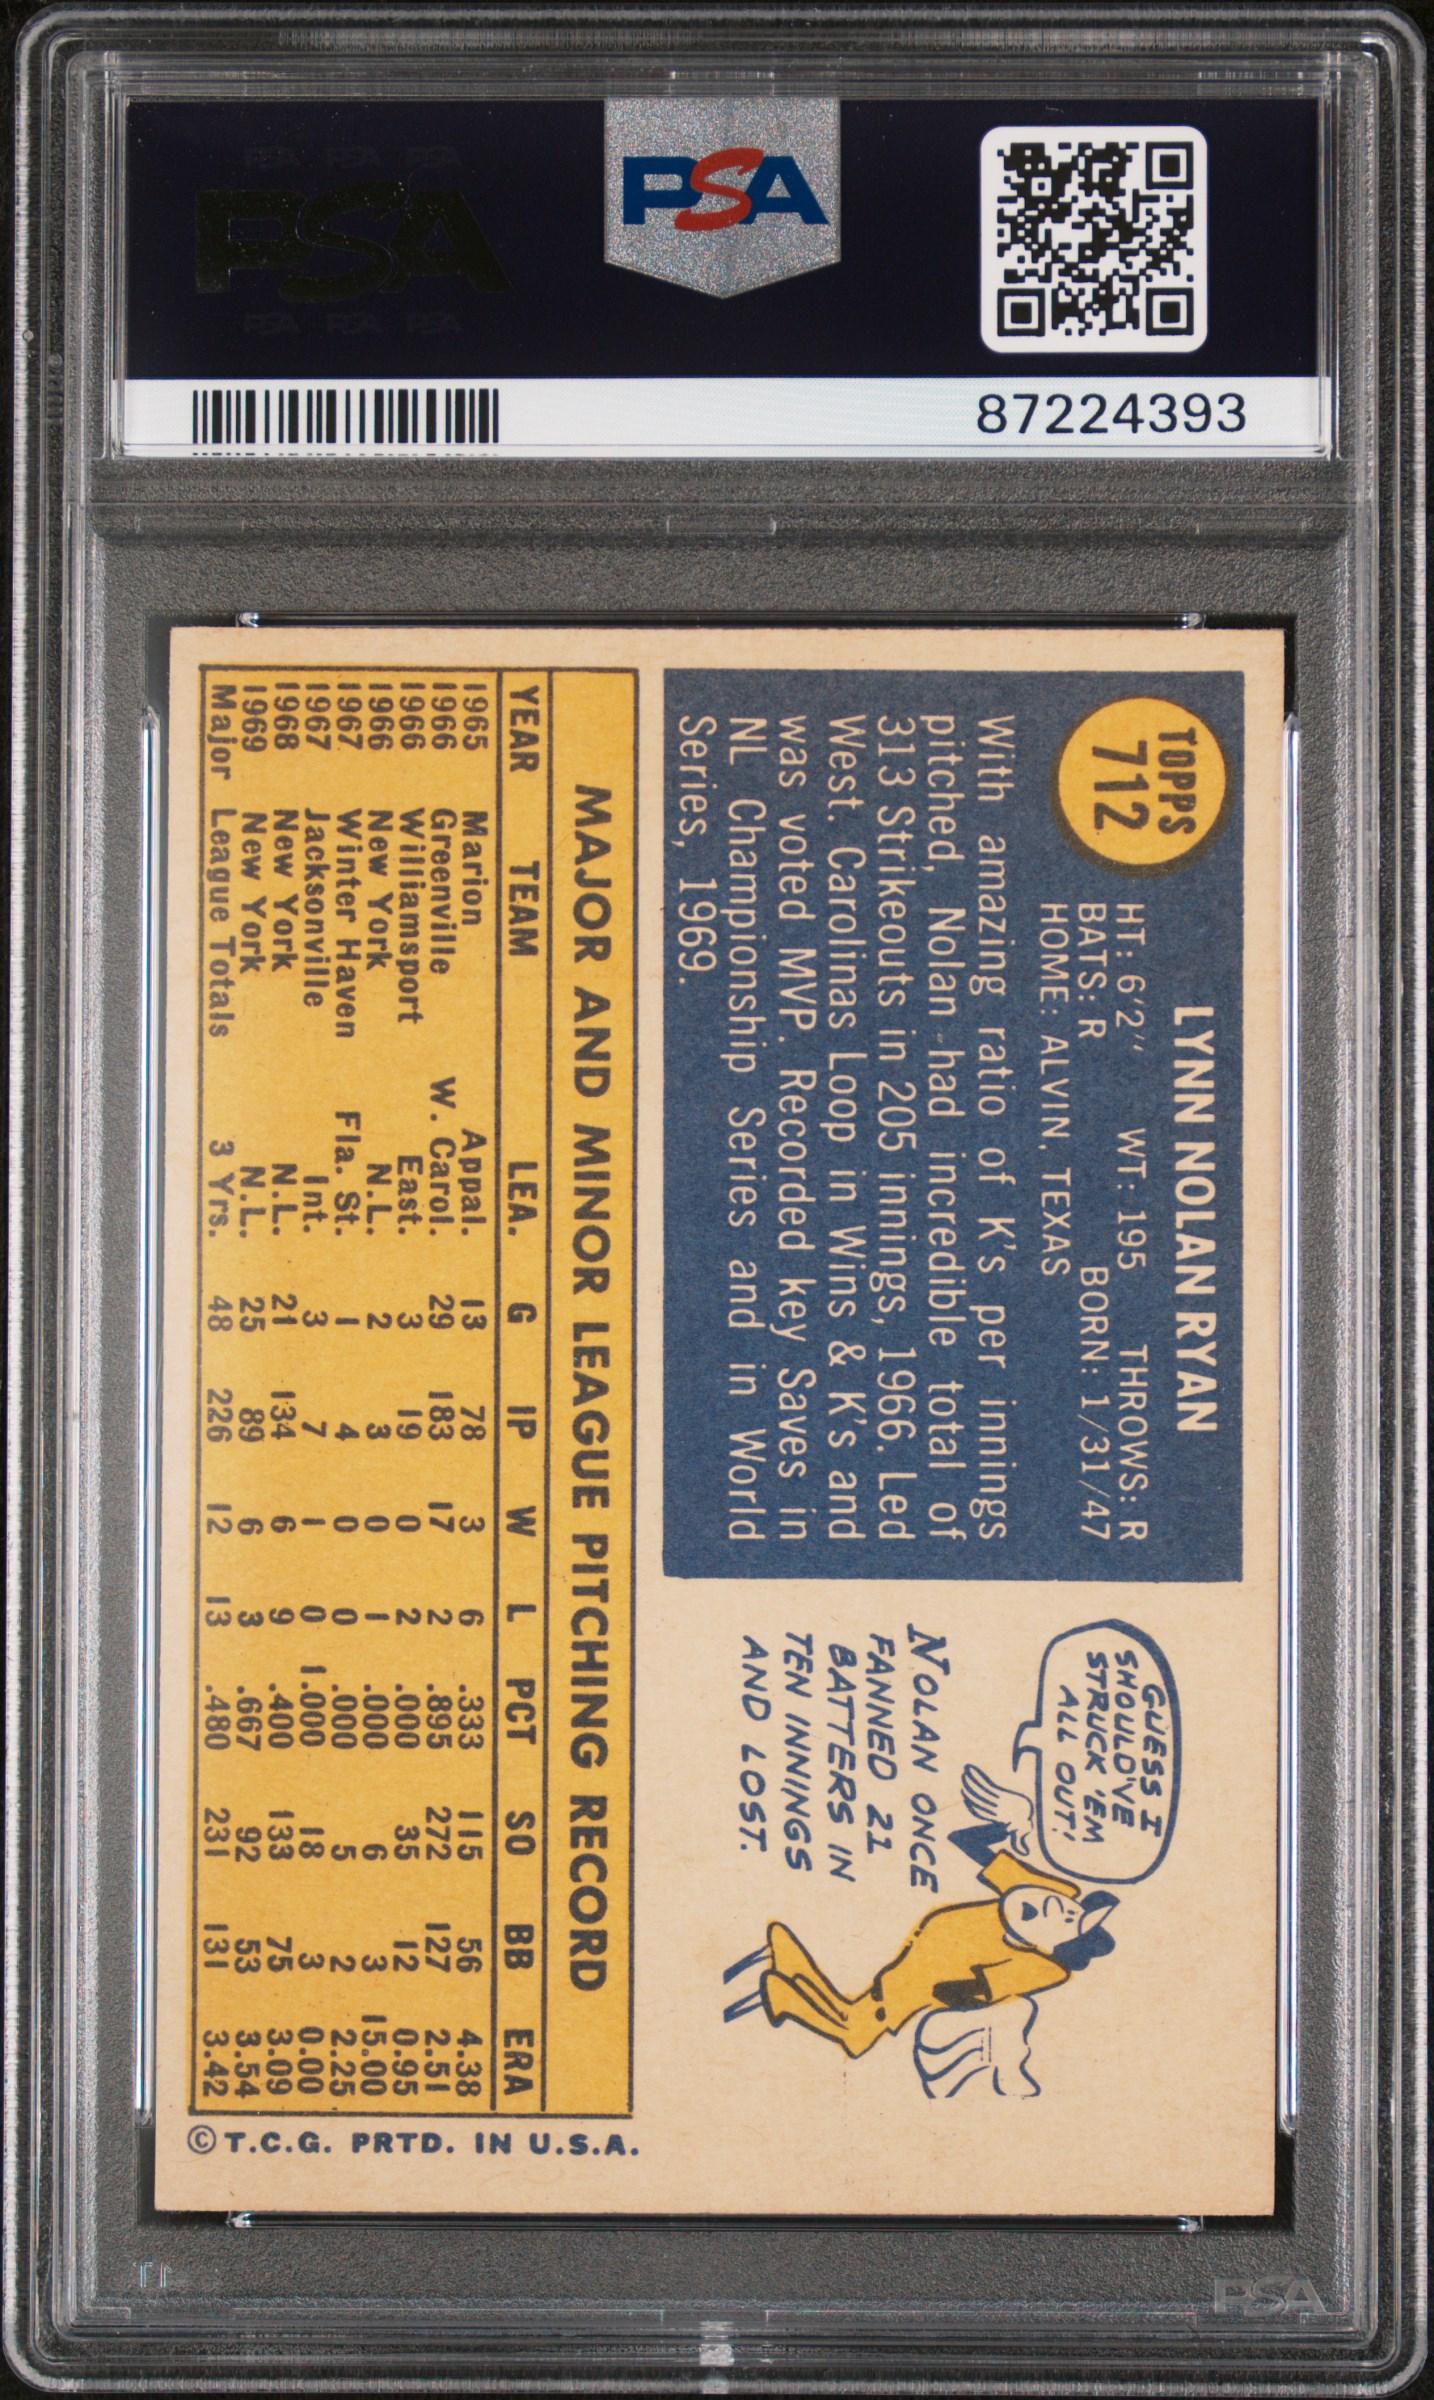 PSA PSA PSA
PSA
PSA PSA PSA
PSA
87224393
TOPPS
712
LYNN NOLAN RYAN
HT: 6'2" WT: 195 THROWS: R
BATS: R BORN: 1/31/47
HOME: ALVIN, TEXAS
With amazing ratio of K's per innings
pitched, Nolan had incredible total of
313 Strikeouts in 205 innings, 1966. Led
West. Carolinas Loop in Wins & K's and
was voted MVP. Recorded key Saves in
NL Championship Series and in World
Series, 1969.
GUESS I
SHOULD'VE
STRUCK 'EM
ALL OUT!
NOLAN ONCE
FANNED 21
BATTERS IN
TEN INNINGS
AND LOST.
MAJOR AND MINOR LEAGUE PITCHING RECORD
YEAR TEAM LEA. G IP W L PCT SO BB ERA
1965 Marion Appal. 13 78 3 6 .333 115 56 4.38
1966 Greenville W. Carol. 29 183 17 2 .895 272 127 2.51
1966 Williamsport East. 3 19 0 2 .000 35 12 0.95
1966 New York N.L. 2 3 0 1 .000 6 3 15.00
1967 Winter Haven Fla. St. 1 4 0 0 .000 5 2 2.25
1967 Jacksonville Int. 3 7 1 0 1.000 18 3 0.00
1968 New York N.L. 21 134 6 9 .400 133 75 3.09
1969 New York N.L. 25 89 6 3 .667 92 53 3.54
Major League Totals 3 Yrs. 48 226 12 13 .480 231 131 3.42
© T.C.G. PRTD. IN U.S.A.
PSA